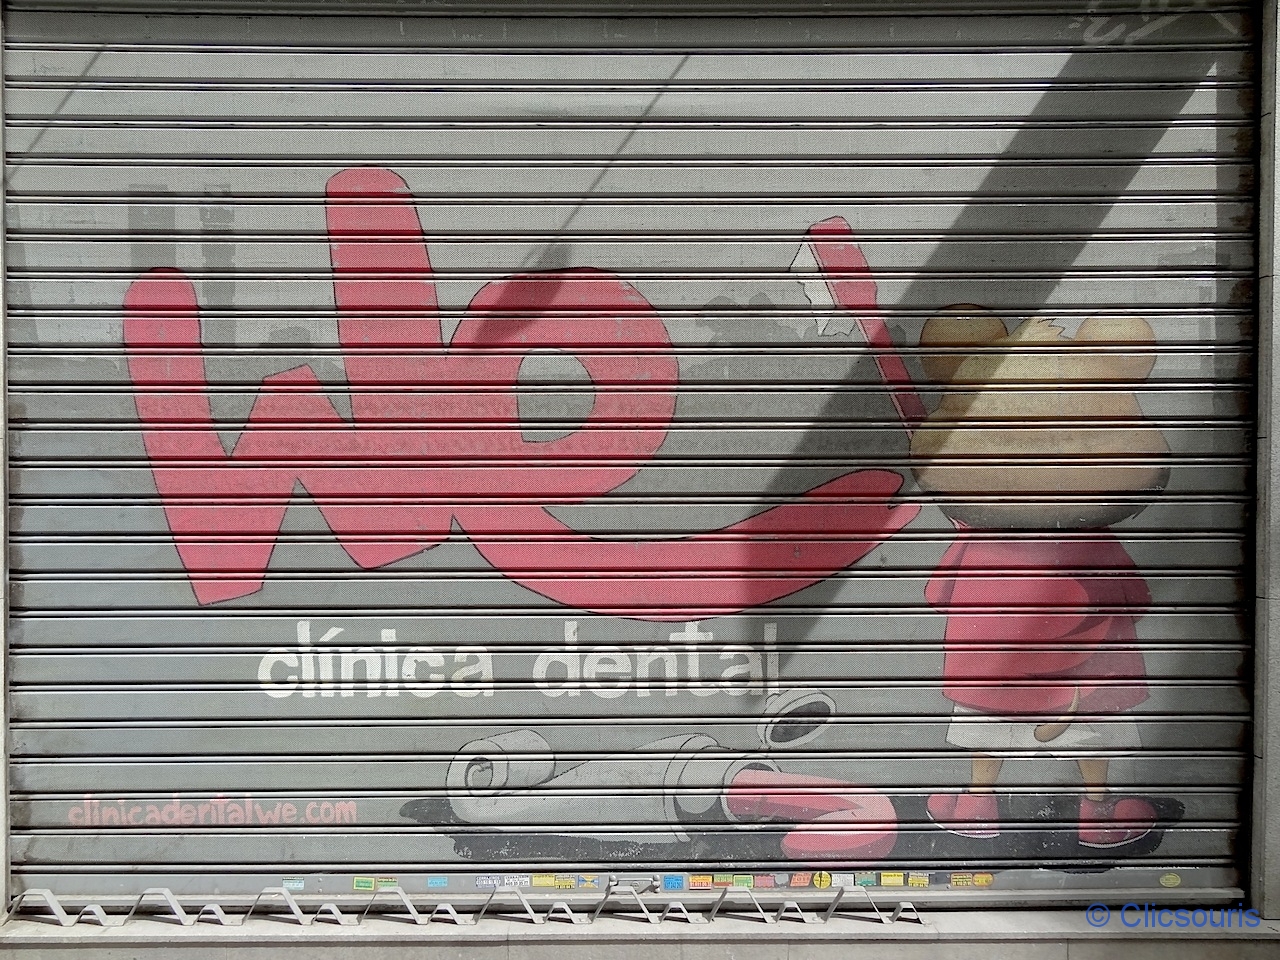 We
clínica dental
clinicadentalwe.com
© Clicsouris